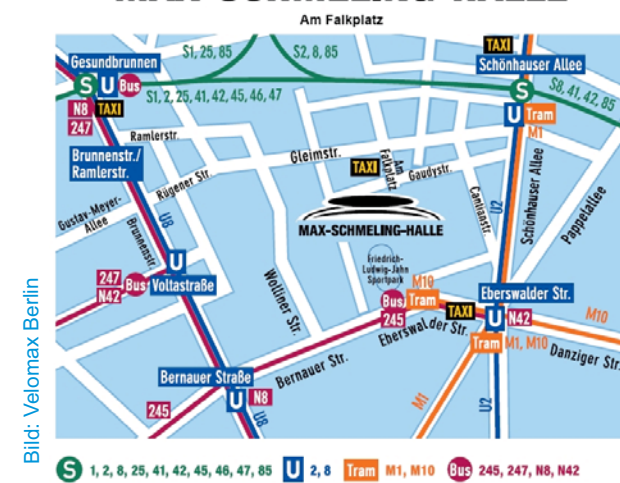 MAX-SCHMELING-HALLE
Am Falkplatz
TAXI
Gesundbrunnen
S1, 25, 85
S2, 8, 85
Schönhauser Allee
S U Bus
S1, 2, 25, 41, 42, 45, 46, 47
S
S8, 41, 42, 85
N8 TAXI
247
U Tram
M1
Ramlerstr.
Brunnenstr./
Ramlerstr.
Gleimstr.
TAXI
Am
Falkplatz
Gaudystr.
Rügener Str.
Cantianstr
U2
Schönhauser Allee
Pappelallee
Gustav-Meyer-
Allee
Brunnenstr.
U8
MAX-SCHMELING-HALLE
U
Friedrich-
Ludwig-Jahn
Sportpark
247
N42
Bus
Voltastraße
Wolliner Str.
M10
Bus Tram
245
TAXI
Eberswalder Str.
U N42
M10
Eberswalder Str.
Tram M1, M10
Danziger Str.
Bernauer Straße
Bernauer Str.
U N8
U8
245
M1
U2
Bild: Velomax Berlin
S 1, 2, 8, 25, 41, 42, 45, 46, 47, 85 U 2, 8 Tram M1, M10 Bus 245, 247, N8, N42